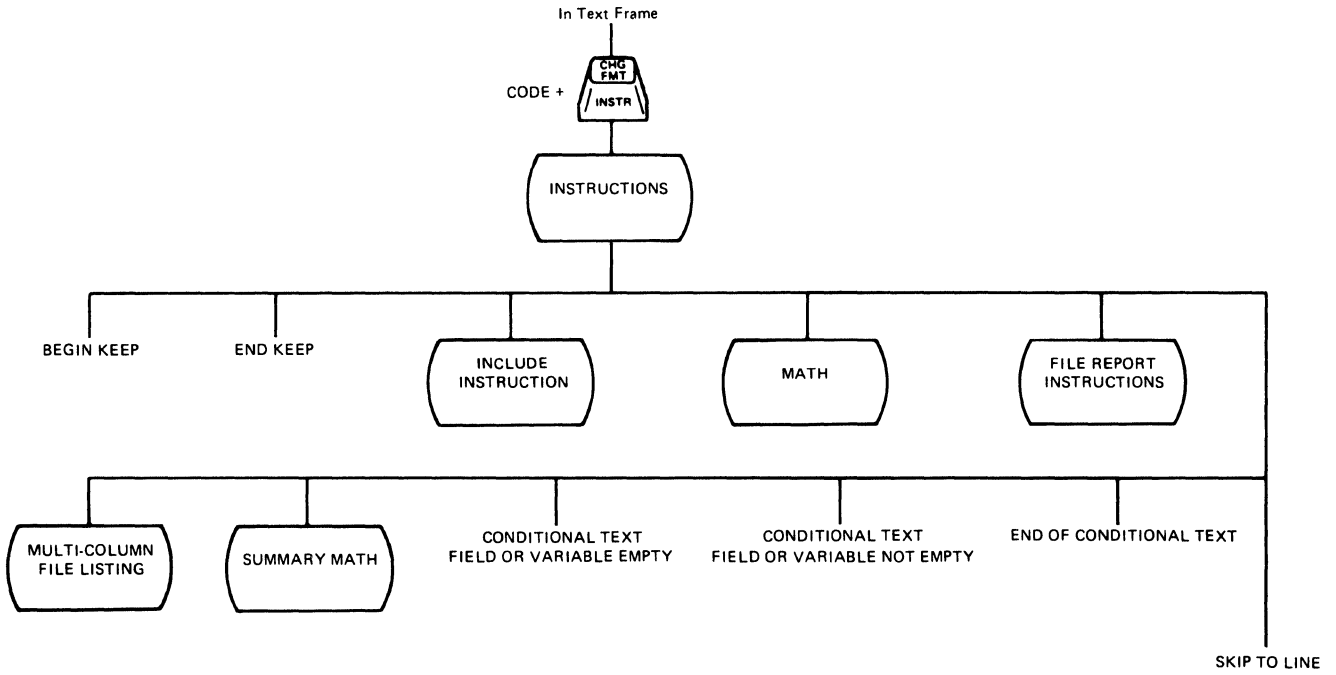 In Text Frame
CHG
FMT
CODE +
INSTR
INSTRUCTIONS
BEGIN KEEP
END KEEP
INCLUDE
INSTRUCTION
MATH
FILE REPORT
INSTRUCTIONS
MULTI-COLUMN
FILE LISTING
SUMMARY MATH
CONDITIONAL TEXT
FIELD OR VARIABLE EMPTY
CONDITIONAL TEXT
FIELD OR VARIABLE NOT EMPTY
END OF CONDITIONAL TEXT
SKIP TO LINE